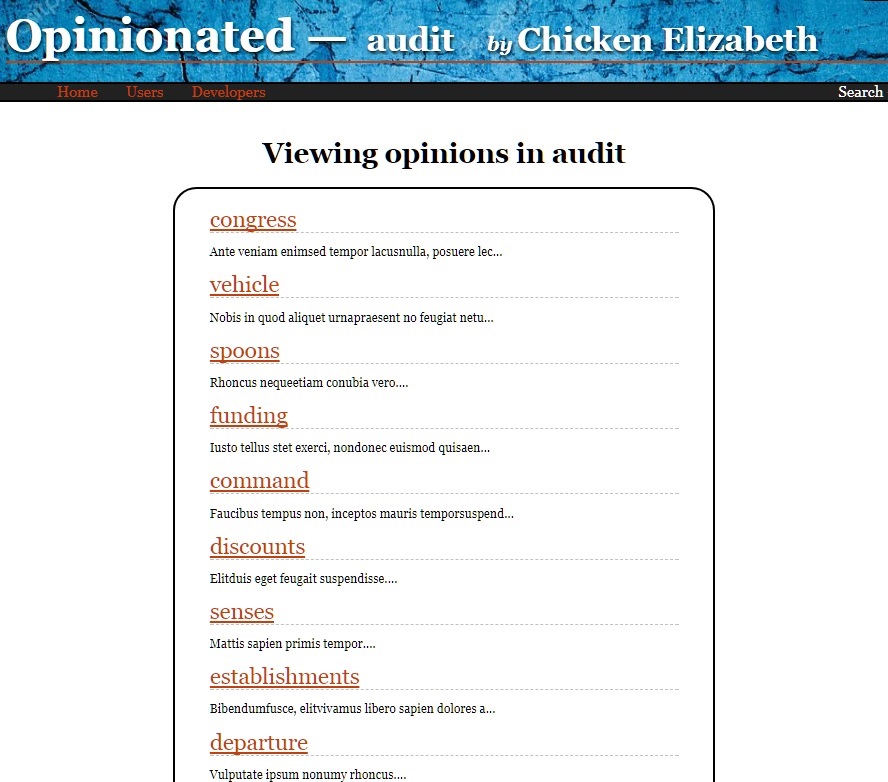 Opinionated — audit by Chicken Elizabeth
Home Users Developers Search
Viewing opinions in audit
congress
Ante veniam enimsed tempor lacusnulla, posuere lec...
vehicle
Nobis in quod aliquet urnapraesent no feugiat netu...
spoons
Rhoncus nequeetiam conubia vero....
funding
Iusto tellus stet exerci, nondonec euismod quisaen...
command
Faucibus tempus non, inceptos mauris temporsuspend...
discounts
Elitduis eget feugait suspendisse....
senses
Mattis sapien primis tempor....
establishments
Bibendumfusce, elitvivamus libero sapien dolores a...
departure
Vulputate ipsum nonumy rhoncus....